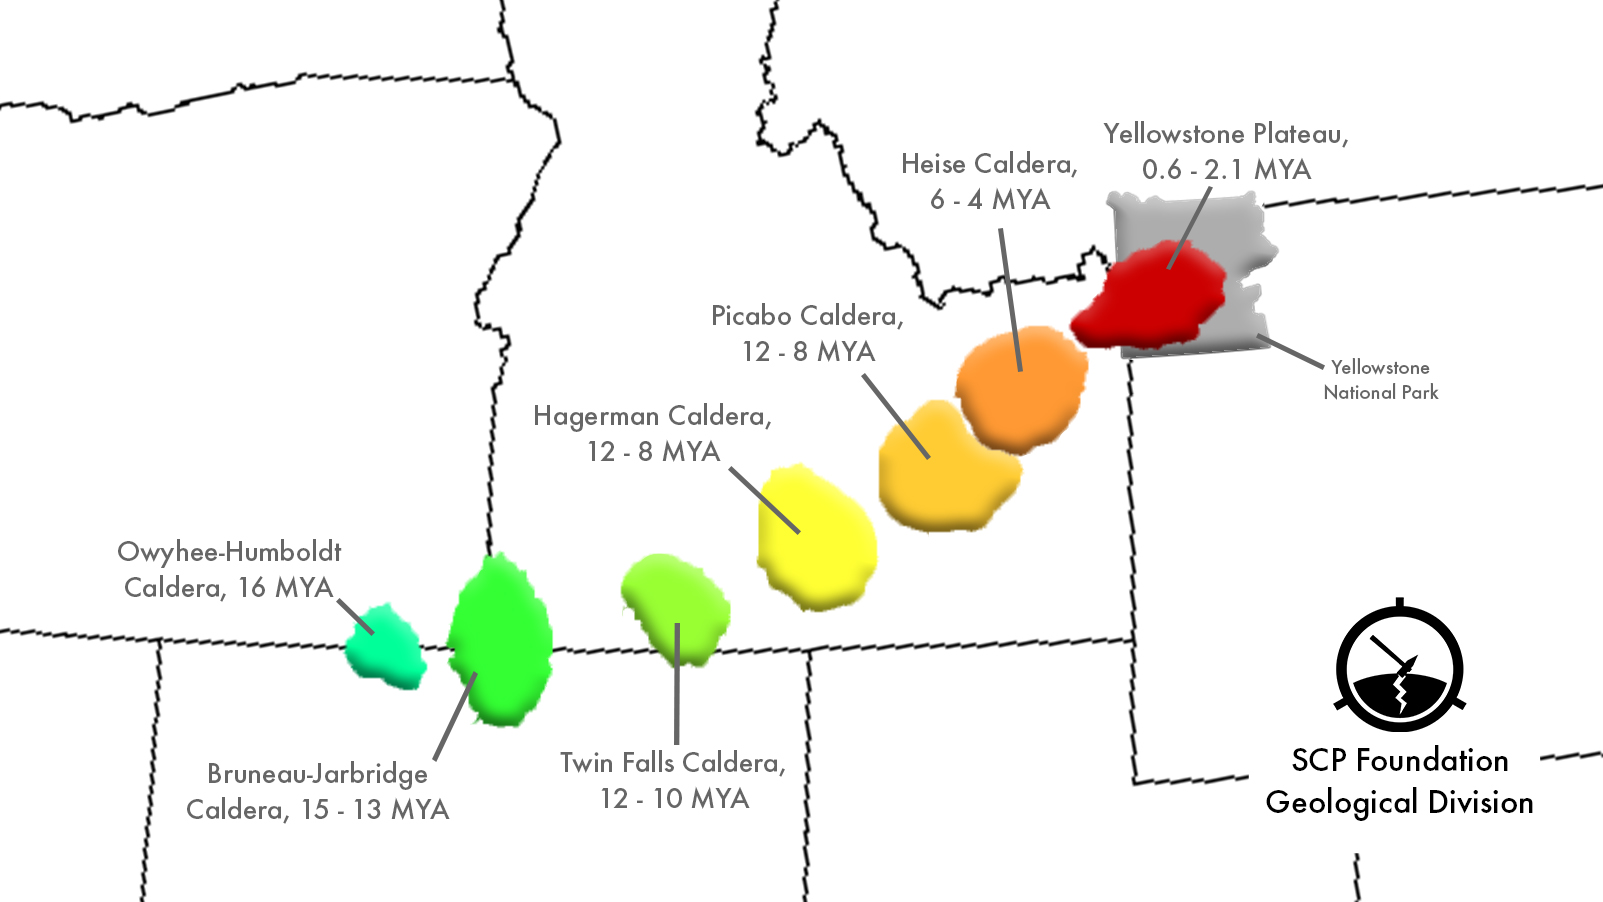 Yellowstone Plateau,
0.6 - 2.1 MYA
Heise Caldera,
6 - 4 MYA
Picabo Caldera,
12 - 8 MYA
Yellowstone
National Park
Hagerman Caldera,
12 - 8 MYA
Owyhee-Humboldt
Caldera, 16 MYA
Bruneau-Jarbridge
Caldera, 15 - 13 MYA
Twin Falls Caldera,
12 - 10 MYA
SCP Foundation
Geological Division